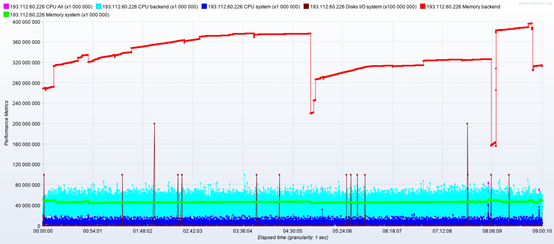 193.112.60.226 CPU All (x1 000 000) 193.112.60.226 CPU backend (x1 000 000) 193.112.60.226 CPU system (x1 000 000) 193.112.60.226 Disks I/O system (x100 000 000) 193.112.60.226 Memory backend
193.112.60.226 Memory system (x1 000 000)
400 000 000
360 000 000
320 000 000
280 000 000
240 000 000
200 000 000
160 000 000
120 000 000
80 000 000
40 000 000
0
Performance Metrics
00:00:00 00:54:01 01:48:02 02:42:03 03:36:04 04:30:05 05:24:06 06:18:07 07:12:08 08:06:09 09:00:10
Elapsed time (granularity: 1 sec)